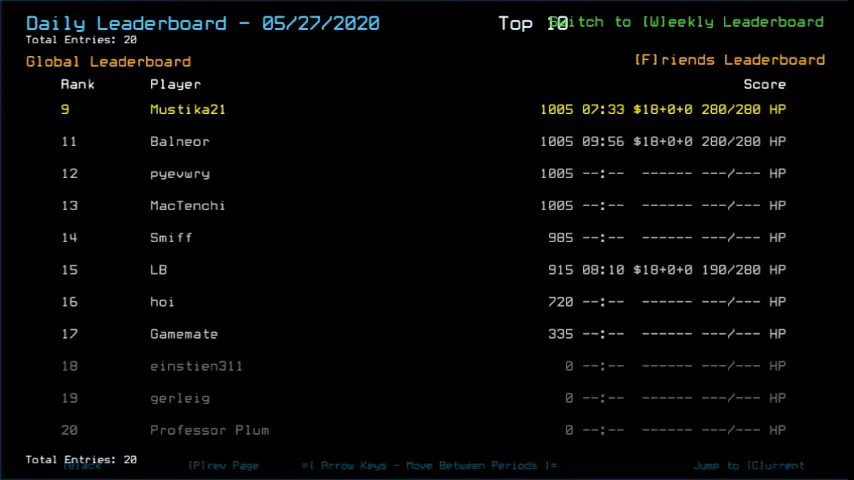 Daily Leaderboard - 05/27/2020 Top 10 Switch to [W]eekly Leaderboard
Total Entries: 20
Global Leaderboard [F]riends Leaderboard
Rank Player Score
9 Mustika21 1005 07:33 $18+0+0 280/280 HP
11 Balneor 1005 09:56 $18+0+0 280/280 HP
12 pyevwry 1005 --:-- ------ ---/--- HP
13 MacTenchi 1005 --:-- ------ ---/--- HP
14 Smiff 985 --:-- ------ ---/--- HP
15 LB 915 08:10 $18+0+0 190/280 HP
16 hoi 720 --:-- ------ ---/--- HP
17 Gamemate 335 --:-- ------ ---/--- HP
18 einstien311 0 --:-- ------ ---/--- HP
19 gerleig 0 --:-- ------ ---/--- HP
20 Professor Plum 0 --:-- ------ ---/--- HP
Total Entries: 20
[B]ack [P]rev Page =[ Arrow Keys - Move Between Periods ]= Jump to [C]urrent